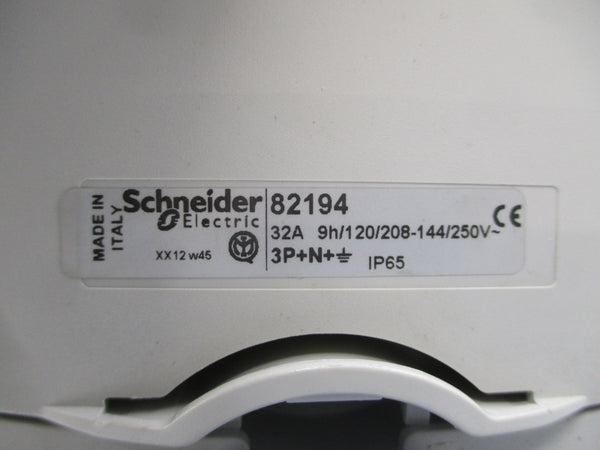 MADE IN
ITALY
Schneider
Electric
XX12 w45
82194
32A 9h/120/208-144/250V~
3P+N+⏚ IP65
CE